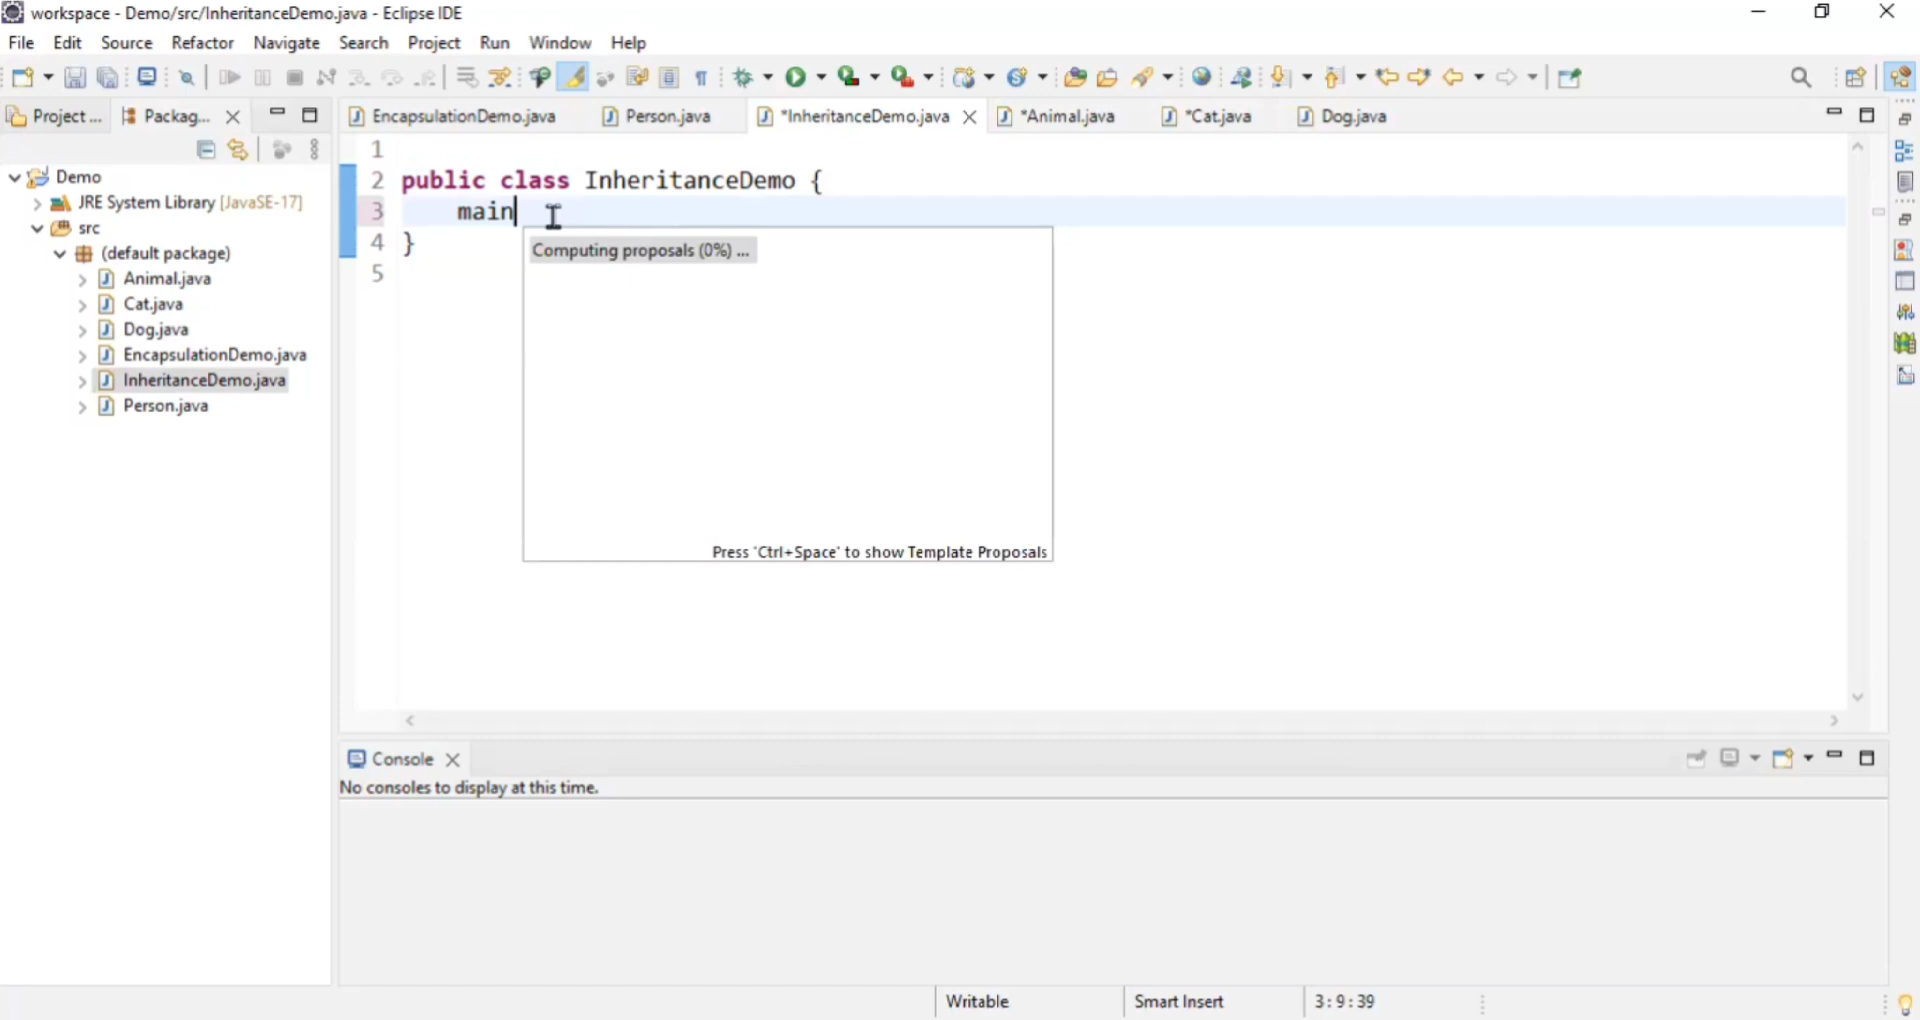 workspace - Demo/src/InheritanceDemo.java - Eclipse IDE
File Edit Source Refactor Navigate Search Project Run Window Help
Project ... Packag...
EncapsulationDemo.java Person.java *InheritanceDemo.java *Animal.java *Cat.java Dog.java
Demo
JRE System Library [JavaSE-17]
src
(default package)
Animal.java
Cat.java
Dog.java
EncapsulationDemo.java
InheritanceDemo.java
Person.java
1
2 public class InheritanceDemo {
3 main
4 }
5
Computing proposals (0%) ...
Press 'Ctrl+Space' to show Template Proposals
Console
No consoles to display at this time.
Writable Smart Insert 3 : 9 : 39